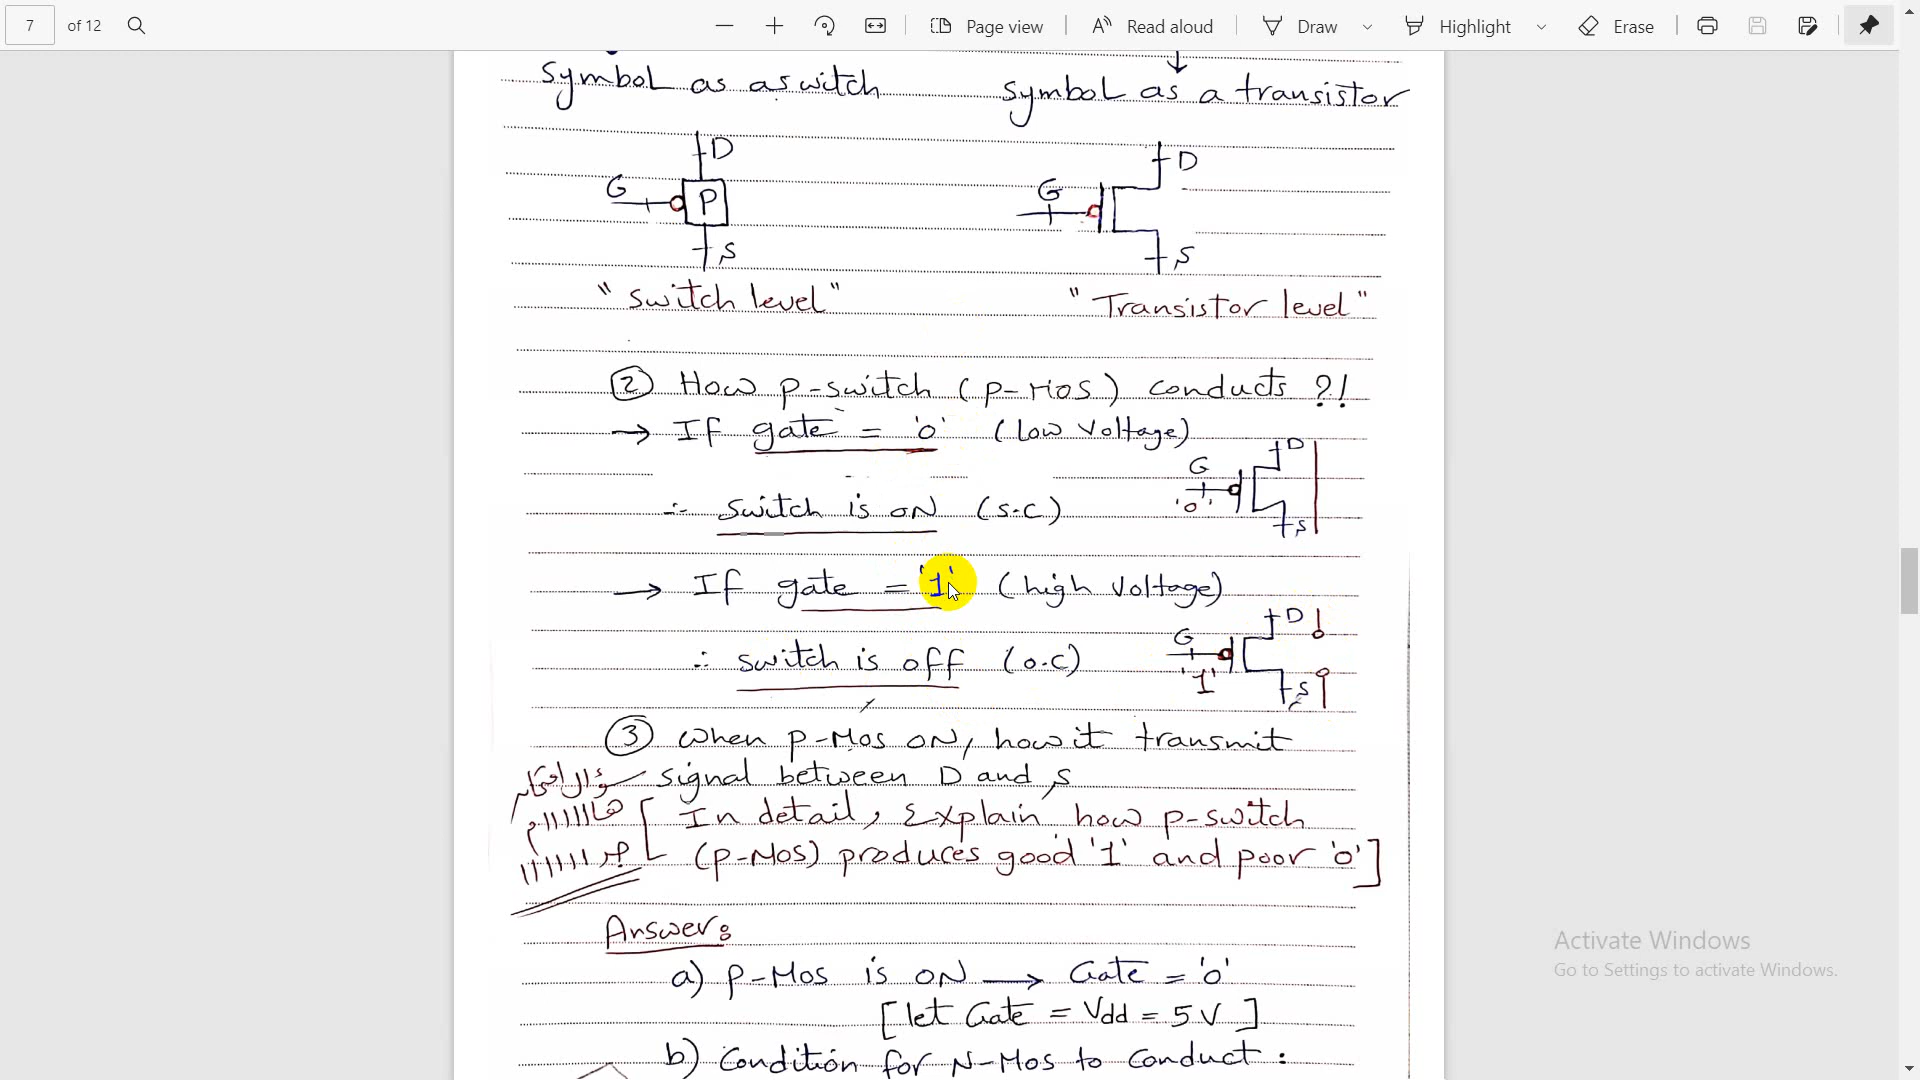 7 of 12 Page view Read aloud Draw Highlight Erase
symbol as a switch symbol as a transistor
D D
G P G
S S
"switch level" "Transistor level"
② How p-switch (p-MOS) conducts ?!
→ If gate = '0' (low voltage)
D
G
'0'
S
∴ switch is ON (s.c)
→ If gate = '1' (high voltage)
D
G
'1'
S
∴ switch is off (o.c)
③ when p-Mos ON, how it transmit
signal between D and S
سؤال
[In detail, Explain how p-switch
(p-Mos) produces good '1' and poor '0']
Answer:
a) p-Mos is ON → Gate = '0'
[let Gate = Vdd = 5V]
b) Condition for N-Mos to conduct :
Activate Windows
Go to Settings to activate Windows.